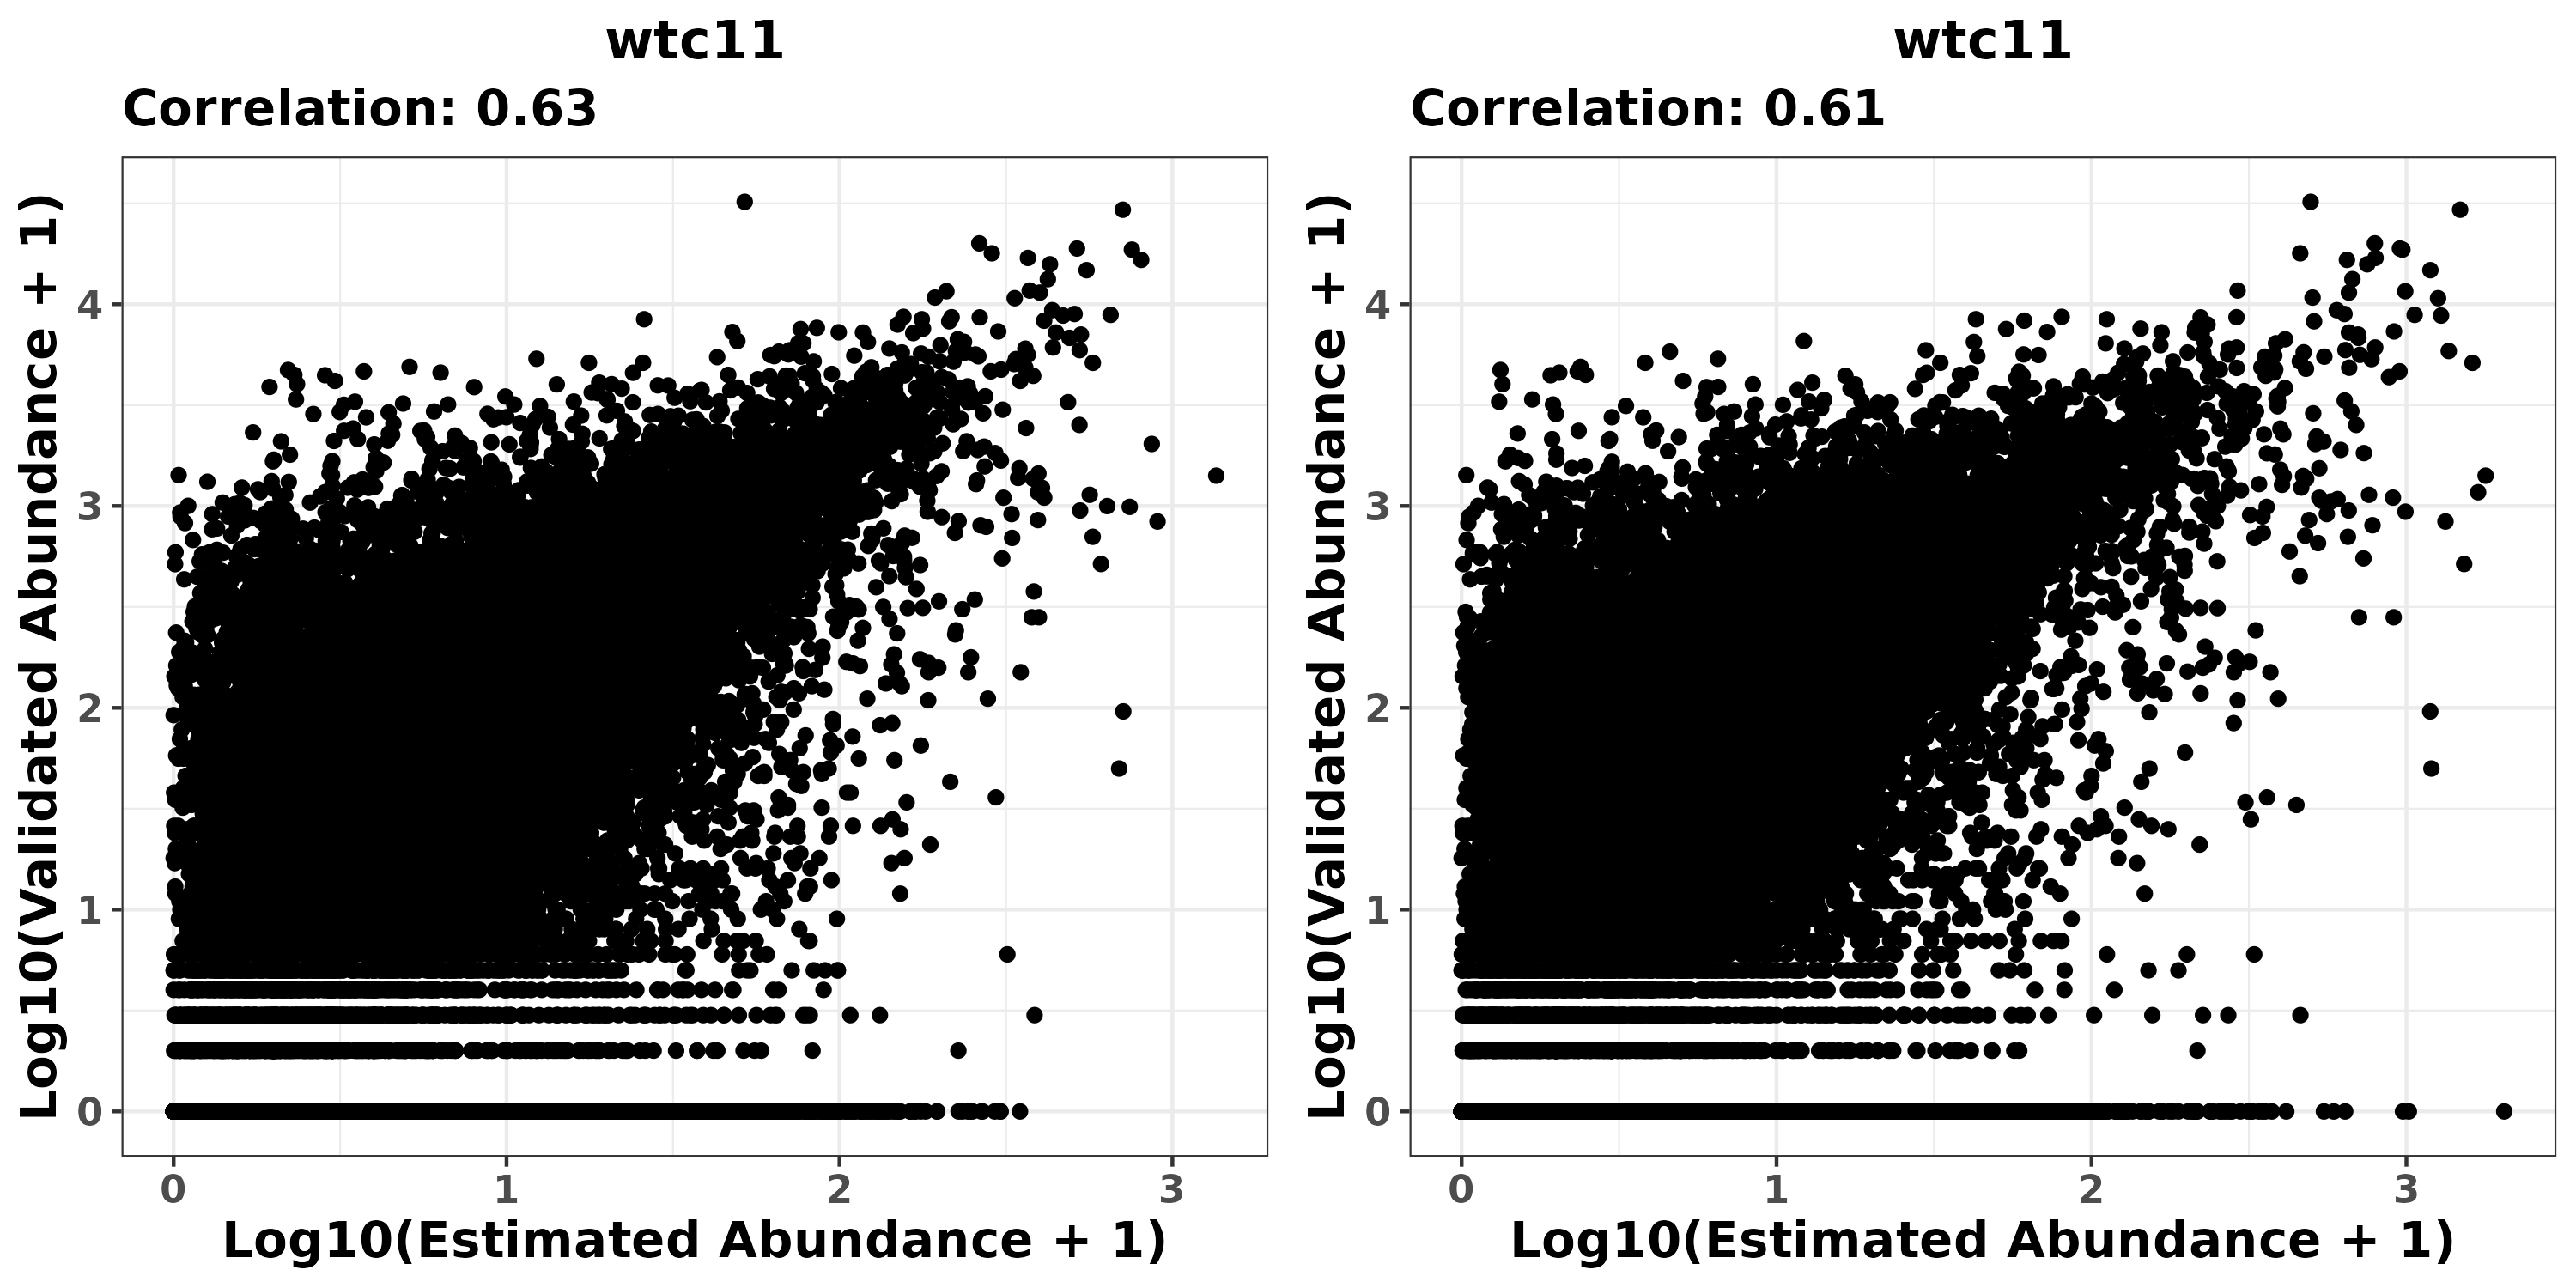 wtc11
Correlation: 0.63
Log10(Validated Abundance + 1)
4
3
2
1
0
0 1 2 3
Log10(Estimated Abundance + 1)
wtc11
Correlation: 0.61
Log10(Validated Abundance + 1)
4
3
2
1
0
0 1 2 3
Log10(Estimated Abundance + 1)